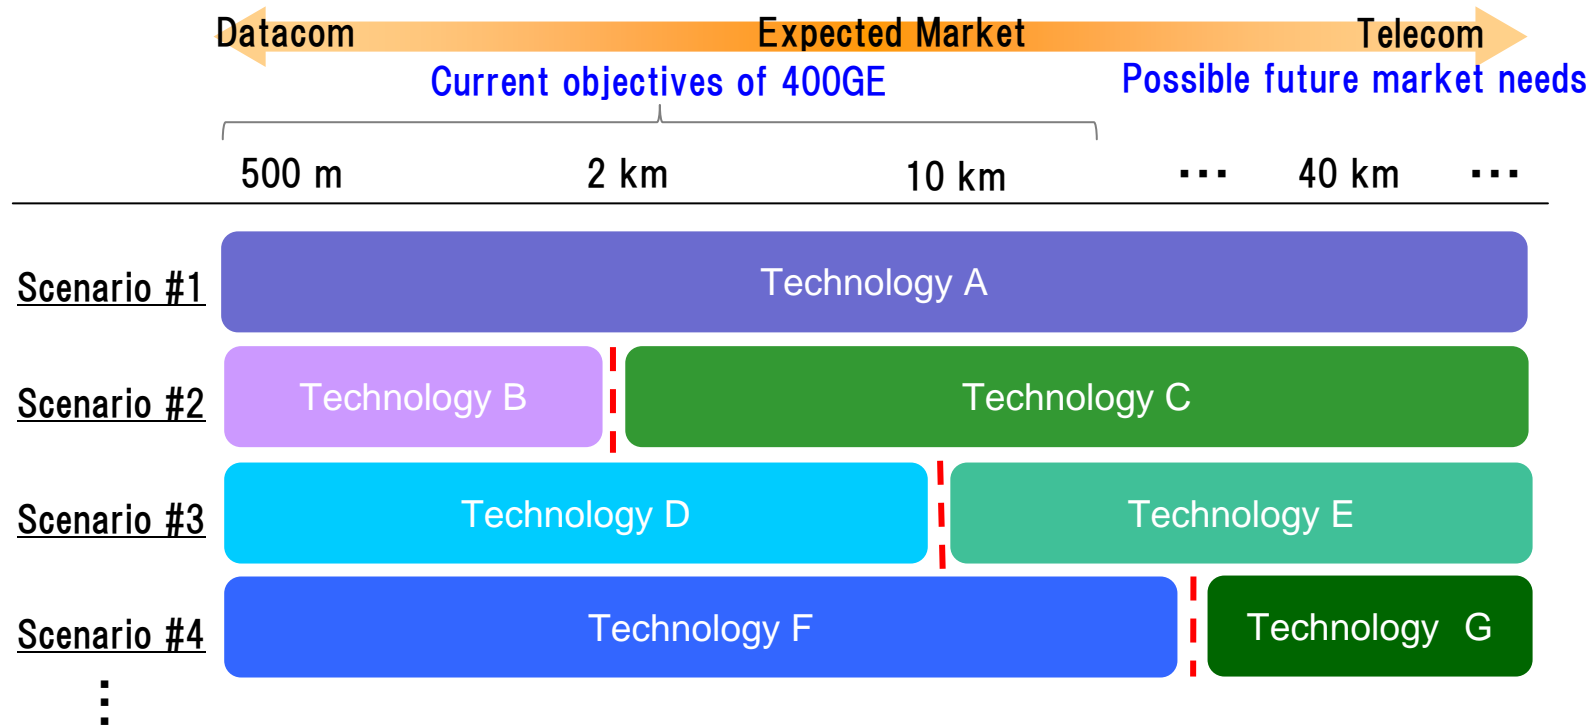 Datacom Expected Market Telecom
Current objectives of 400GE Possible future market needs
500 m 2 km 10 km ... 40 km ...
Scenario #1 Technology A
Scenario #2 Technology B Technology C
Scenario #3 Technology D Technology E
Scenario #4 Technology F Technology G
⋮